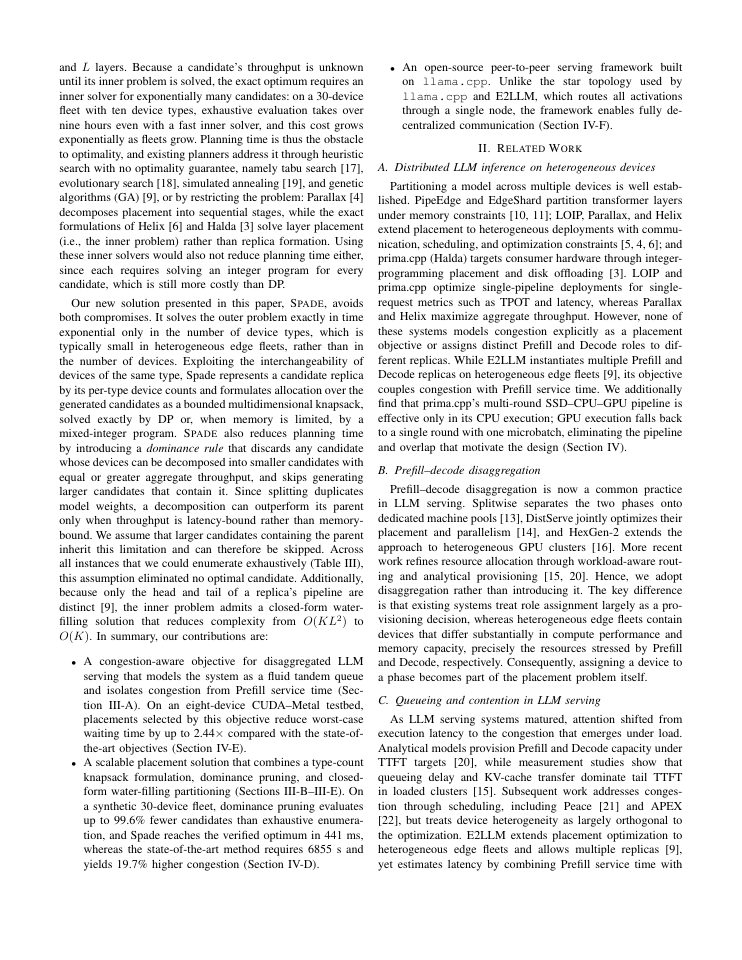 and L layers. Because a candidate's throughput is unknown
until its inner problem is solved, the exact optimum requires an
inner solver for exponentially many candidates: on a 30-device
fleet with ten device types, exhaustive evaluation takes over
nine hours even with a fast inner solver, and this cost grows
exponentially as fleets grow. Planning time is thus the obstacle
to optimality, and existing planners address it through heuristic
search with no optimality guarantee, namely tabu search [17],
evolutionary search [18], simulated annealing [19], and genetic
algorithms (GA) [9], or by restricting the problem: Parallax [4]
decomposes placement into sequential stages, while the exact
formulations of Helix [6] and Halda [3] solve layer placement
(i.e., the inner problem) rather than replica formation. Using
these inner solvers would also not reduce planning time either,
since each requires solving an integer program for every
candidate, which is still more costly than DP.
Our new solution presented in this paper, SPADE, avoids
both compromises. It solves the outer problem exactly in time
exponential only in the number of device types, which is
typically small in heterogeneous edge fleets, rather than in
the number of devices. Exploiting the interchangeability of
devices of the same type, Spade represents a candidate replica
by its per-type device counts and formulates allocation over the
generated candidates as a bounded multidimensional knapsack,
solved exactly by DP or, when memory is limited, by a
mixed-integer program. SPADE also reduces planning time
by introducing a dominance rule that discards any candidate
whose devices can be decomposed into smaller candidates with
equal or greater aggregate throughput, and skips generating
larger candidates that contain it. Since splitting duplicates
model weights, a decomposition can outperform its parent
only when throughput is latency-bound rather than memory-
bound. We assume that larger candidates containing the parent
inherit this limitation and can therefore be skipped. Across
all instances that we could enumerate exhaustively (Table III),
this assumption eliminated no optimal candidate. Additionally,
because only the head and tail of a replica's pipeline are
distinct [9], the inner problem admits a closed-form water-
filling solution that reduces complexity from O(KL²) to
O(K). In summary, our contributions are:
• A congestion-aware objective for disaggregated LLM
serving that models the system as a fluid tandem queue
and isolates congestion from Prefill service time (Sec-
tion III-A). On an eight-device CUDA–Metal testbed,
placements selected by this objective reduce worst-case
waiting time by up to 2.44× compared with the state-of-
the-art objectives (Section IV-E).
• A scalable placement solution that combines a type-count
knapsack formulation, dominance pruning, and closed-
form water-filling partitioning (Sections III-B–III-E). On
a synthetic 30-device fleet, dominance pruning evaluates
up to 99.6% fewer candidates than exhaustive enumera-
tion, and Spade reaches the verified optimum in 441 ms,
whereas the state-of-the-art method requires 6855 s and
yields 19.7% higher congestion (Section IV-D).
• An open-source peer-to-peer serving framework built
on llama.cpp. Unlike the star topology used by
llama.cpp and E2LLM, which routes all activations
through a single node, the framework enables fully de-
centralized communication (Section IV-F).
II. RELATED WORK
A. Distributed LLM inference on heterogeneous devices
Partitioning a model across multiple devices is well estab-
lished. PipeEdge and EdgeShard partition transformer layers
under memory constraints [10, 11]; LOIP, Parallax, and Helix
extend placement to heterogeneous deployments with commu-
nication, scheduling, and optimization constraints [5, 4, 6]; and
prima.cpp (Halda) targets consumer hardware through integer-
programming placement and disk offloading [3]. LOIP and
prima.cpp optimize single-pipeline deployments for single-
request metrics such as TPOT and latency, whereas Parallax
and Helix maximize aggregate throughput. However, none of
these systems models congestion explicitly as a placement
objective or assigns distinct Prefill and Decode roles to dif-
ferent replicas. While E2LLM instantiates multiple Prefill and
Decode replicas on heterogeneous edge fleets [9], its objective
couples congestion with Prefill service time. We additionally
find that prima.cpp's multi-round SSD–CPU–GPU pipeline is
effective only in its CPU execution; GPU execution falls back
to a single round with one microbatch, eliminating the pipeline
and overlap that motivate the design (Section IV).
B. Prefill–decode disaggregation
Prefill–decode disaggregation is now a common practice
in LLM serving. Splitwise separates the two phases onto
dedicated machine pools [13], DistServe jointly optimizes their
placement and parallelism [14], and HexGen-2 extends the
approach to heterogeneous GPU clusters [16]. More recent
work refines resource allocation through workload-aware rout-
ing and analytical provisioning [15, 20]. Hence, we adopt
disaggregation rather than introducing it. The key difference
is that existing systems treat role assignment largely as a pro-
visioning decision, whereas heterogeneous edge fleets contain
devices that differ substantially in compute performance and
memory capacity, precisely the resources stressed by Prefill
and Decode, respectively. Consequently, assigning a device to
a phase becomes part of the placement problem itself.
C. Queueing and contention in LLM serving
As LLM serving systems matured, attention shifted from
execution latency to the congestion that emerges under load.
Analytical models provision Prefill and Decode capacity under
TTFT targets [20], while measurement studies show that
queueing delay and KV-cache transfer dominate tail TTFT
in loaded clusters [15]. Subsequent work addresses conges-
tion through scheduling, including Peace [21] and APEX
[22], but treats device heterogeneity as largely orthogonal to
the optimization. E2LLM extends placement optimization to
heterogeneous edge fleets and allows multiple replicas [9],
yet estimates latency by combining Prefill service time with